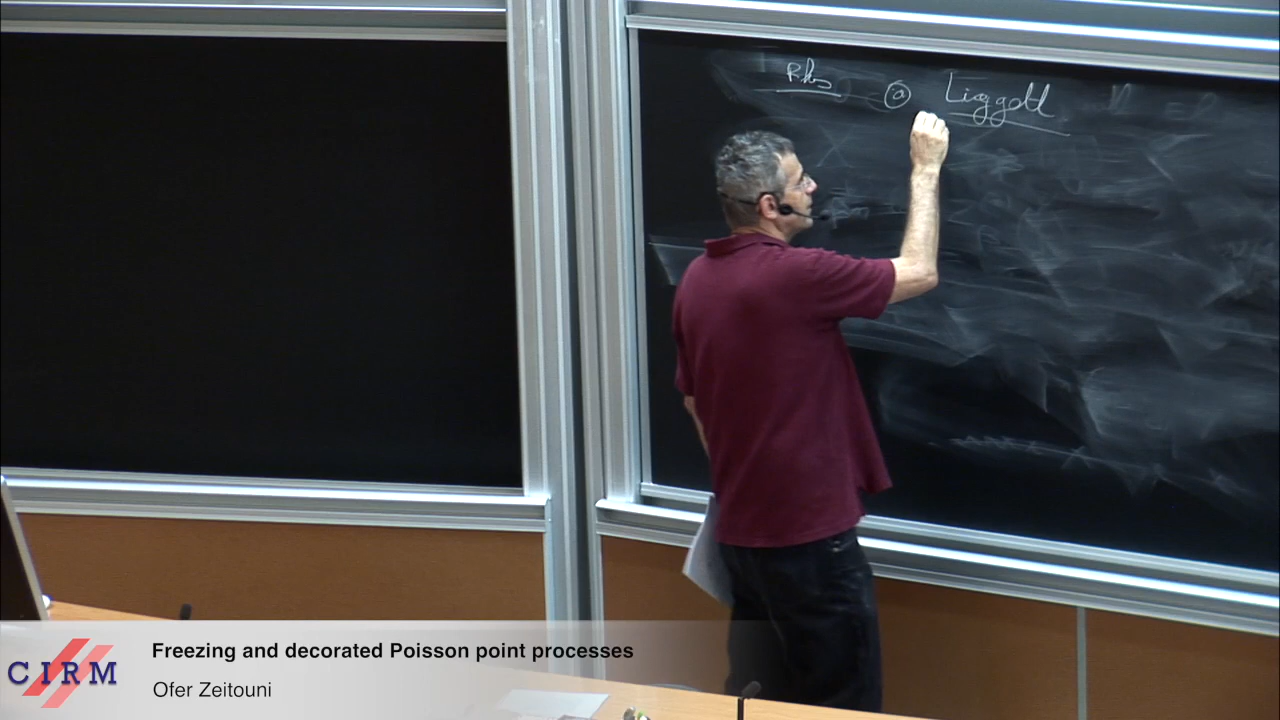 Rks ⓐ Liggett
CIRM
Freezing and decorated Poisson point processes
Ofer Zeitouni